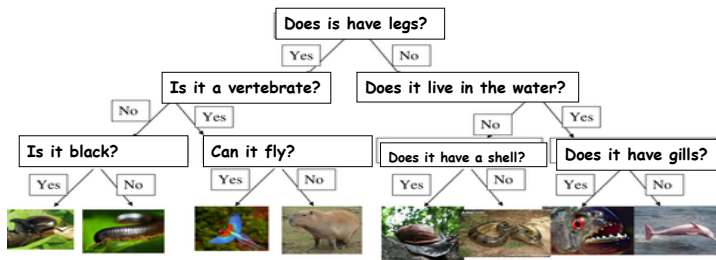 Does is have legs?
Yes
No
Is it a vertebrate?
Does it live in the water?
No
Yes
No
Yes
Is it black?
Can it fly?
Does it have a shell?
Does it have gills?
Yes
No
Yes
No
Yes
No
Yes
No